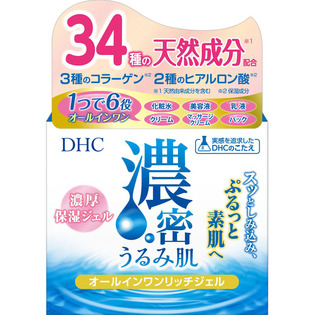 34種の天然成分※1配合
3種のコラーゲン※2 2種のヒアルロン酸※2
※1 天然由来成分を含む ※2 保湿成分
1つで6役
オールインワン
化粧水 美容液 乳液
クリーム マッサージクリーム パック
実感を追求した
DHCのこたえ
DHC
濃厚
保湿ジェル
濃密
うるみ肌
スッとしみ込み、
ぷるっと
素肌へ
オールインワンリッチジェル